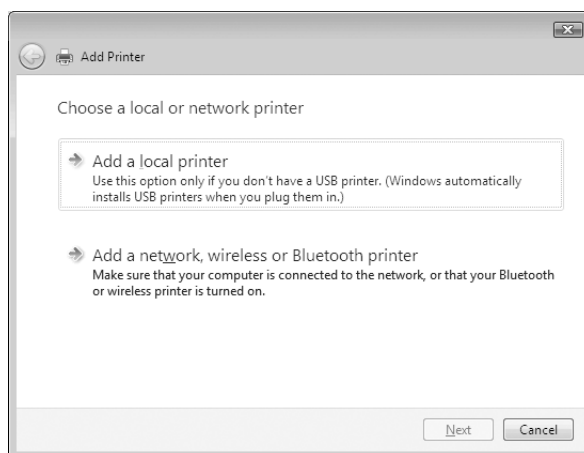 Add Printer
Choose a local or network printer
Add a local printer
Use this option only if you don't have a USB printer. (Windows automatically
installs USB printers when you plug them in.)
Add a network, wireless or Bluetooth printer
Make sure that your computer is connected to the network, or that your Bluetooth
or wireless printer is turned on.
Next
Cancel